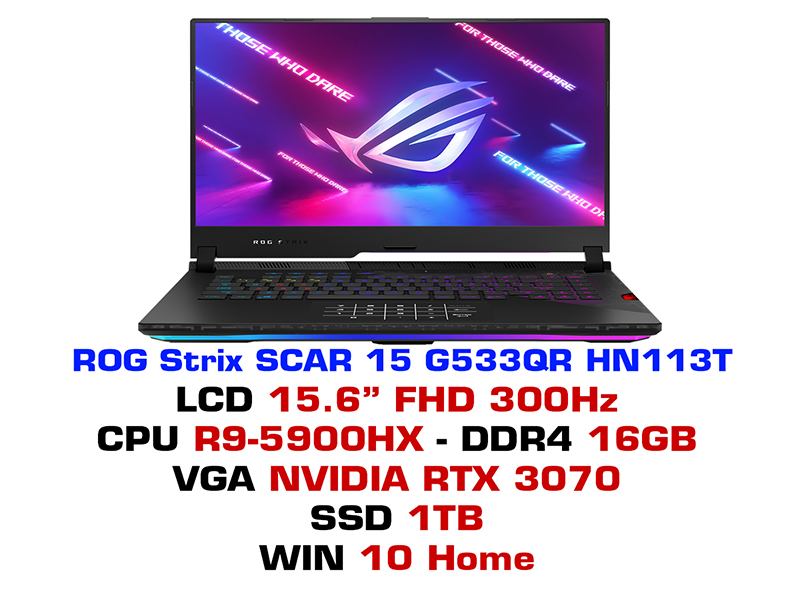 THOSE WHO DARE
FOR THOSE WHO DARE
FOR THOSE WHO DARE
FOR THOSE WHO DARE
ROG STRIX
ROG Strix SCAR 15 G533QR HN113T
LCD 15.6” FHD 300Hz
CPU R9-5900HX - DDR4 16GB
VGA NVIDIA RTX 3070
SSD 1TB
WIN 10 Home